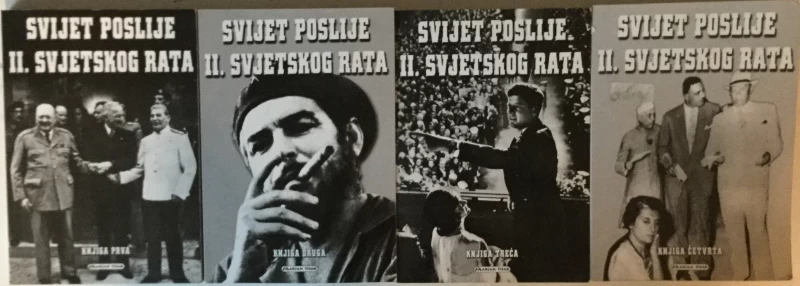 SVIJET POSLIJE
II. SVJETSKOG RATA
KNJIGA PRVA
SVIJET POSLIJE
II. SVJETSKOG RATA
KNJIGA DRUGA
SVIJET POSLIJE
II. SVJETSKOG RATA
KNJIGA TREĆA
SVIJET POSLIJE
II. SVJETSKOG RATA
KNJIGA ČETVRTA